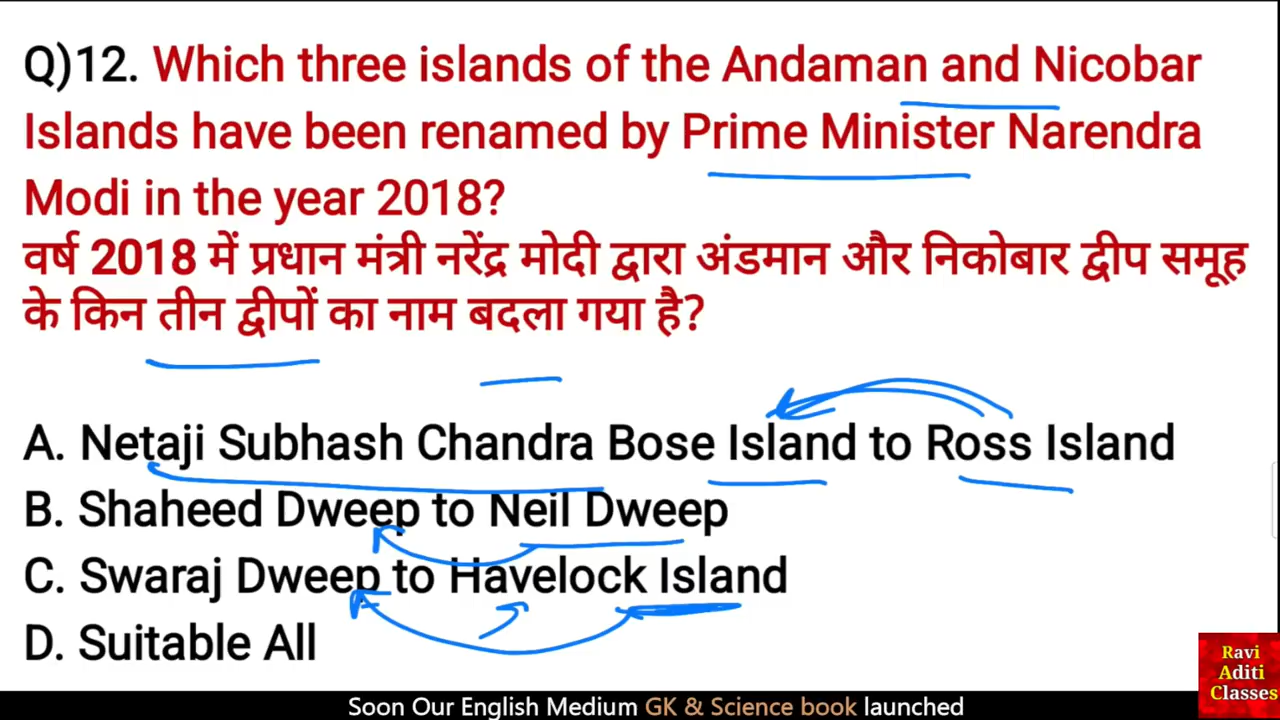 Q)12. Which three islands of the Andaman and Nicobar
Islands have been renamed by Prime Minister Narendra
Modi in the year 2018?
वर्ष 2018 में प्रधान मंत्री नरेंद्र मोदी द्वारा अंडमान और निकोबार द्वीप समूह
के किन तीन द्वीपों का नाम बदला गया है?
A. Netaji Subhash Chandra Bose Island to Ross Island
B. Shaheed Dweep to Neil Dweep
C. Swaraj Dweep to Havelock Island
D. Suitable All
Ravi
Aditi
Classes
Soon Our English Medium GK & Science book launched